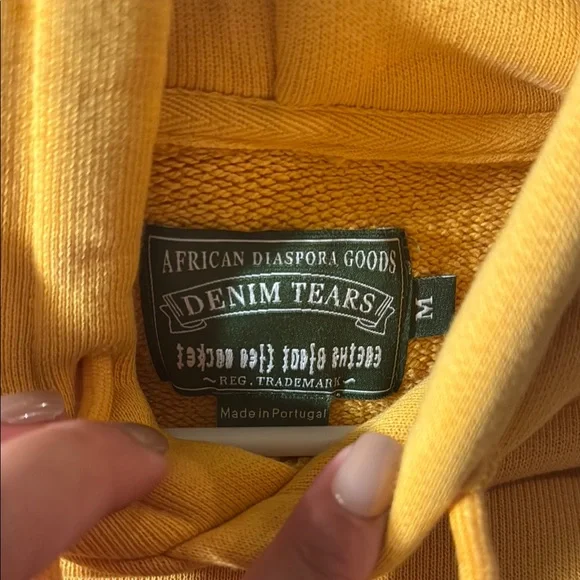 AFRICAN DIASPORA GOODS
DENIM TEARS
~ REG. TRADEMARK ~
M
Made in Portugal